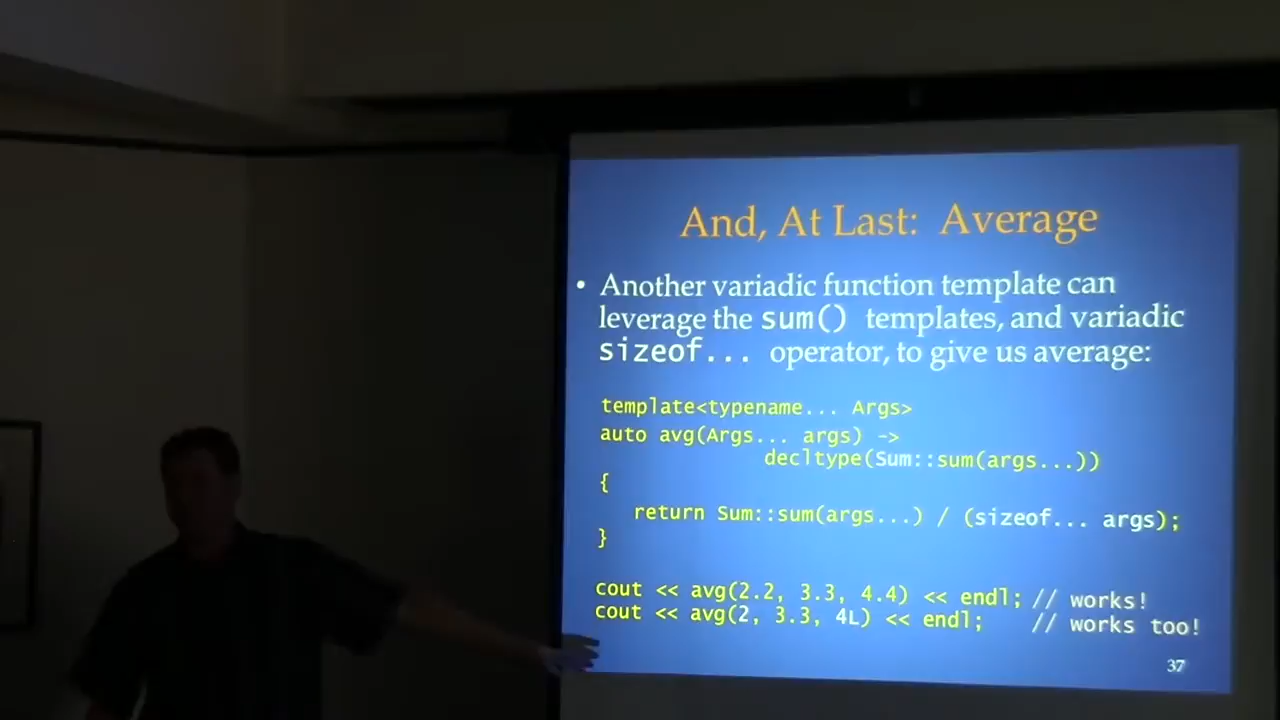 And, At Last: Average
• Another variadic function template can
leverage the sum() templates, and variadic
sizeof... operator, to give us average:
template<typename... Args>
auto avg(Args... args) ->
decltype(Sum::sum(args...))
{
return Sum::sum(args...) / (sizeof... args);
}
cout << avg(2.2, 3.3, 4.4) << endl; // works!
cout << avg(2, 3.3, 4L) << endl; // works too!
37